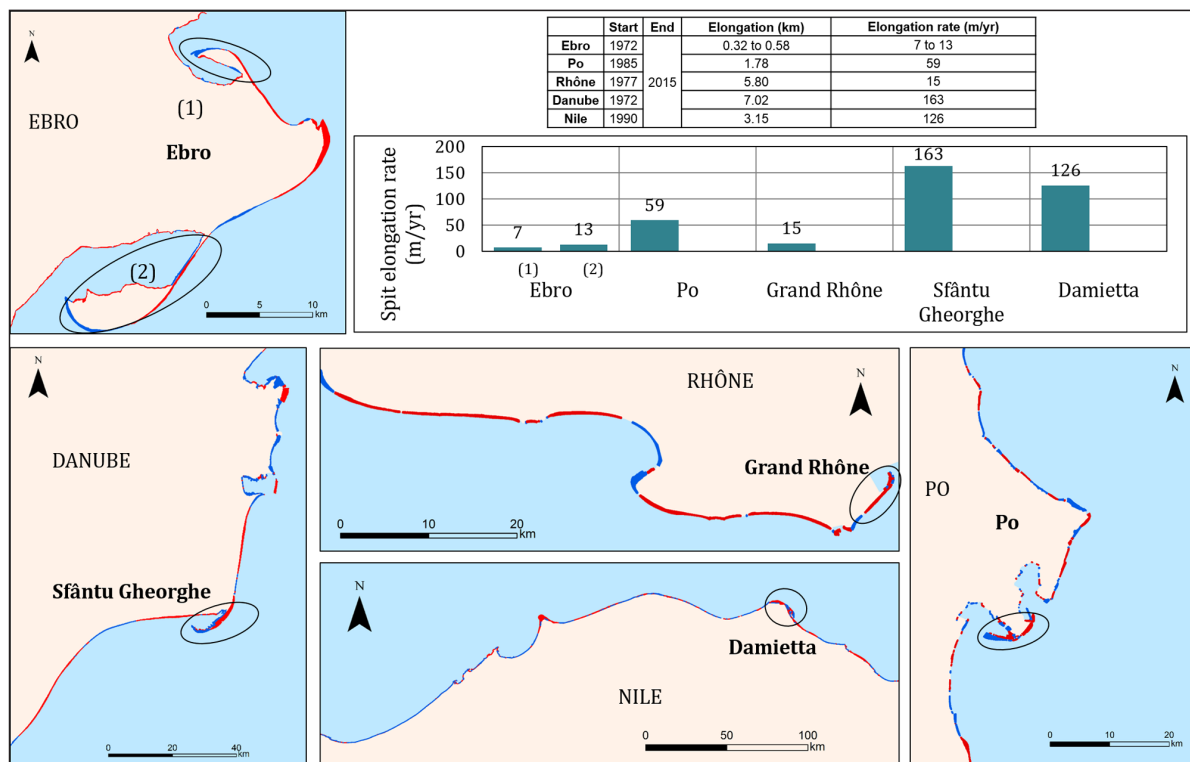 N
EBRO
(1)
Ebro
(2)
0 5 10
km
Start End Elongation (km) Elongation rate (m/yr)
Ebro 1972 0.32 to 0.58 7 to 13
Po 1985 1.78 59
2015
Rhône 1977 5.80 15
Danube 1972 7.02 163
Nile 1990 3.15 126
Spit elongation rate
(m/yr)
200
150
100
50
0
7 13 59 15 163 126
(1) (2)
Ebro Po Grand Rhône Sfântu
Gheorghe
Damietta
N
DANUBE
Sfântu Gheorghe
0 20 40
km
RHÔNE
N
Grand Rhône
0 10 20
km
N
Damietta
NILE
0 50 100
km
N
PO
Po
0 10 20
km